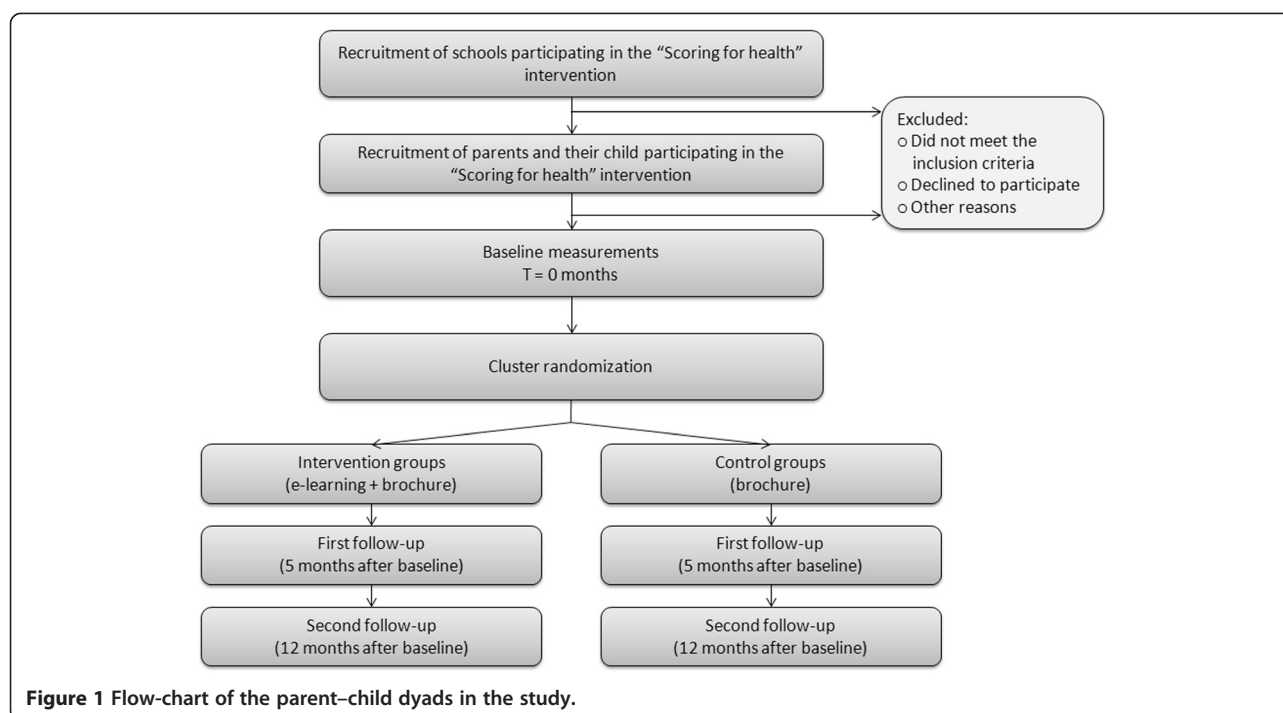 Recruitment of schools participating in the “Scoring for health”
intervention
Excluded:
○ Did not meet the
inclusion criteria
○ Declined to participate
○ Other reasons
Recruitment of parents and their child participating in the
“Scoring for health” intervention
Baseline measurements
T = 0 months
Cluster randomization
Intervention groups
(e-learning + brochure)
Control groups
(brochure)
First follow-up
(5 months after baseline)
First follow-up
(5 months after baseline)
Second follow-up
(12 months after baseline)
Second follow-up
(12 months after baseline)
Figure 1 Flow-chart of the parent–child dyads in the study.